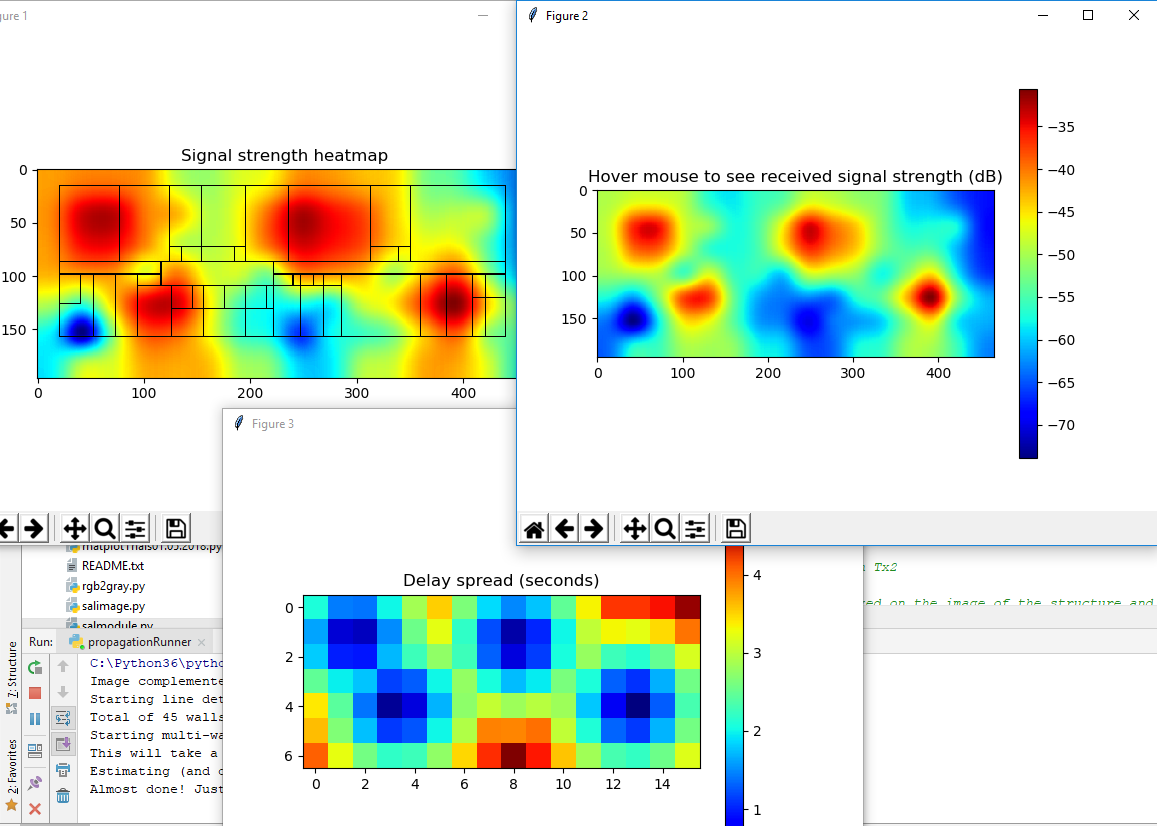 gure 1
Figure 2
Signal strength heatmap
0
50
100
150
0
100
200
300
400
Hover mouse to see received signal strength (dB)
0
50
100
150
0
100
200
300
400
−35
−40
−45
−50
−55
−60
−65
−70
Figure 3
Delay spread (seconds)
0
2
4
6
0
2
4
6
8
10
12
14
4
3
2
1
matplotThais01.05.2018.py
README.txt
rgb2gray.py
salimage.py
salmodule.py
Tx2
ed on the image of the structure and
Run:
propagationRunner
7: Structure
2: Favorites
C:\Python36\pytho
Image complemente
Starting line det
Total of 45 walls
Starting multi-wa
This will take a
Estimating (and c
Almost done! Just